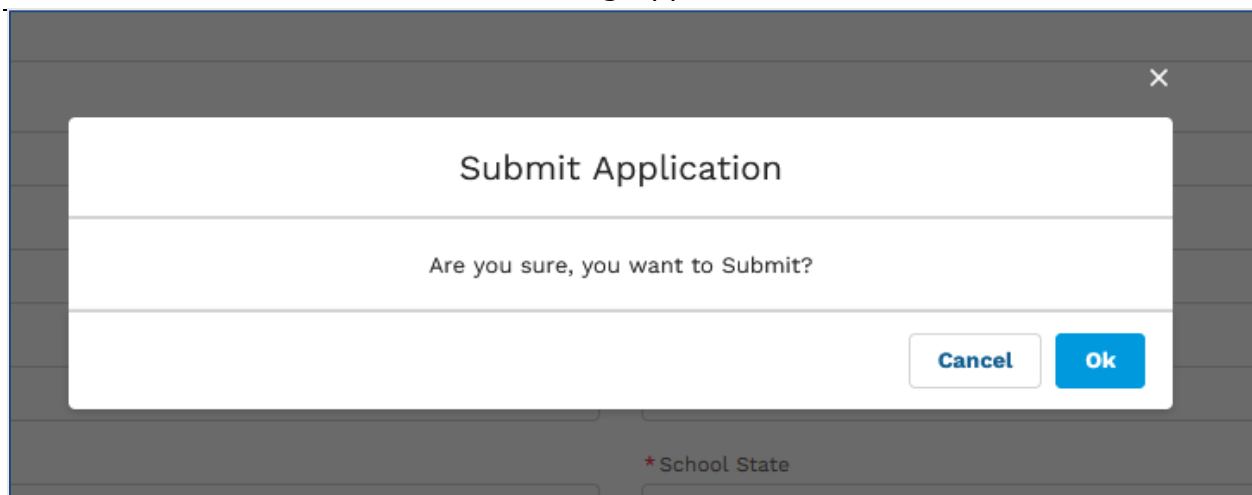 ×
Submit Application
Are you sure, you want to Submit?
Cancel Ok
*School State